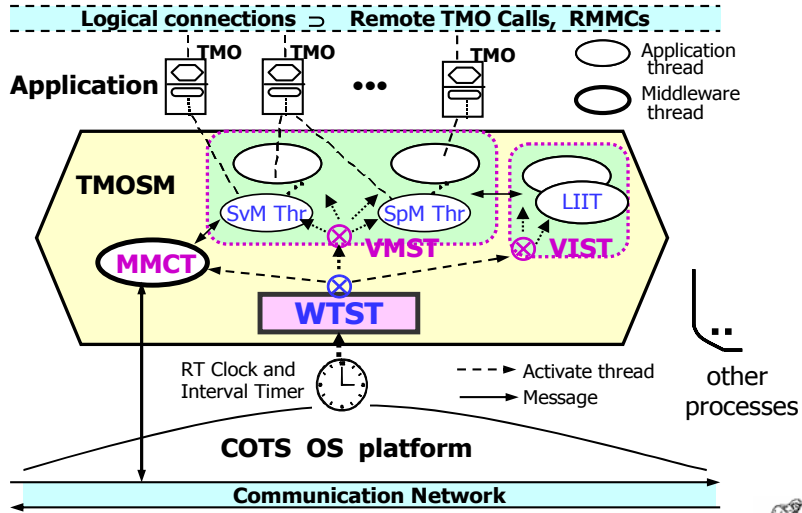 Logical connections ⊃ Remote TMO Calls, RMMCs
TMO
TMO
TMO
Application
•••
Application
thread
Middleware
thread
TMOSM
SvM Thr
SpM Thr
LIIT
VMST
VIST
MMCT
WTST
RT Clock and
Interval Timer
Activate thread
Message
..
other
processes
COTS OS platform
Communication Network